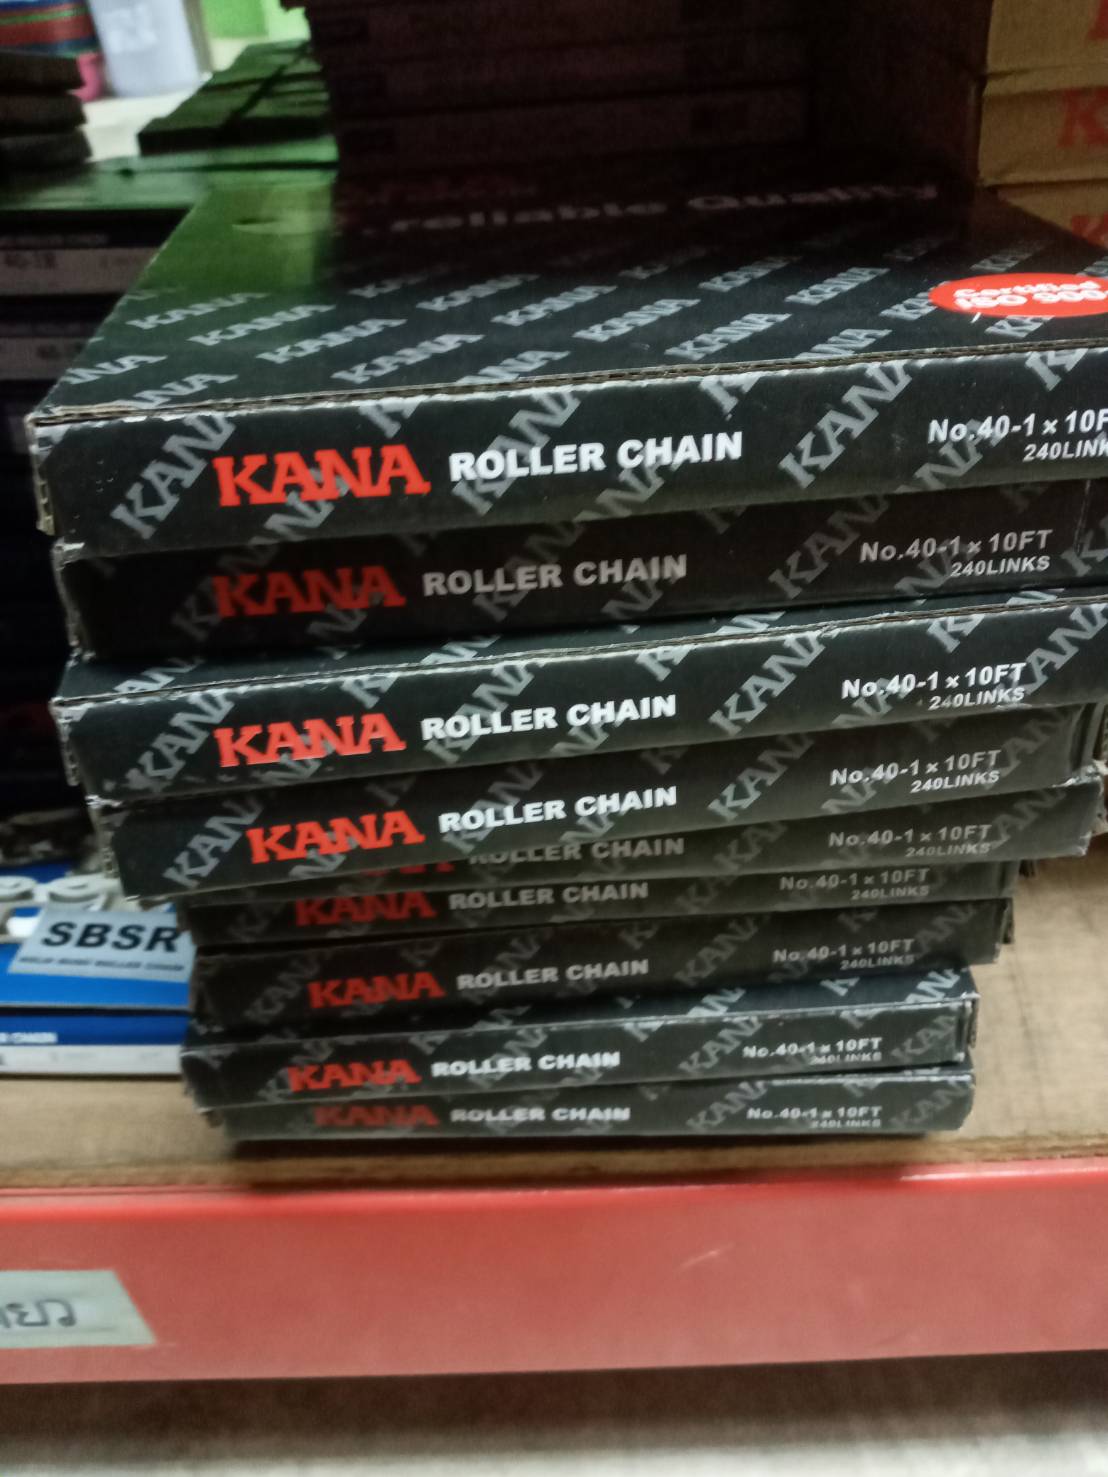 reliable Quality
Certified
KANA ROLLER CHAIN No.40-1 x 10F
240LINK
KANA ROLLER CHAIN No.40-1 x 10FT
240LINKS
KANA ROLLER CHAIN No.40-1 x 10FT
240LINKS
KANA ROLLER CHAIN No.40-1 x 10FT
240LINKS
ROLLER CHAIN No.40-1 x 10FT
240LINKS
KANA ROLLER CHAIN No.40-1 x 10FT
240LINKS
KANA ROLLER CHAIN No.40-1 x 10FT
240LINKS
KANA ROLLER CHAIN No.40-1 x 10FT
240LINKS
KANA ROLLER CHAIN No.40-1 x 10FT
240LINKS
SBSR